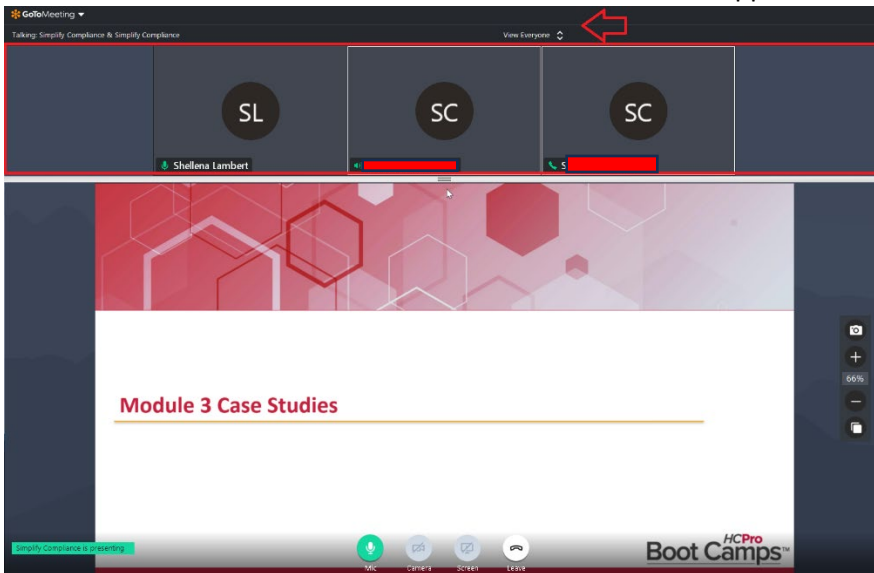 GoToMeeting
Talking: Simplify Compliance & Simplify Compliance
View Everyone
SL
SC
SC
Shellena Lambert
S
66%
Module 3 Case Studies
Simplify Compliance is presenting
Mic
Camera
Screen
Leave
HCPro
Boot Camps™